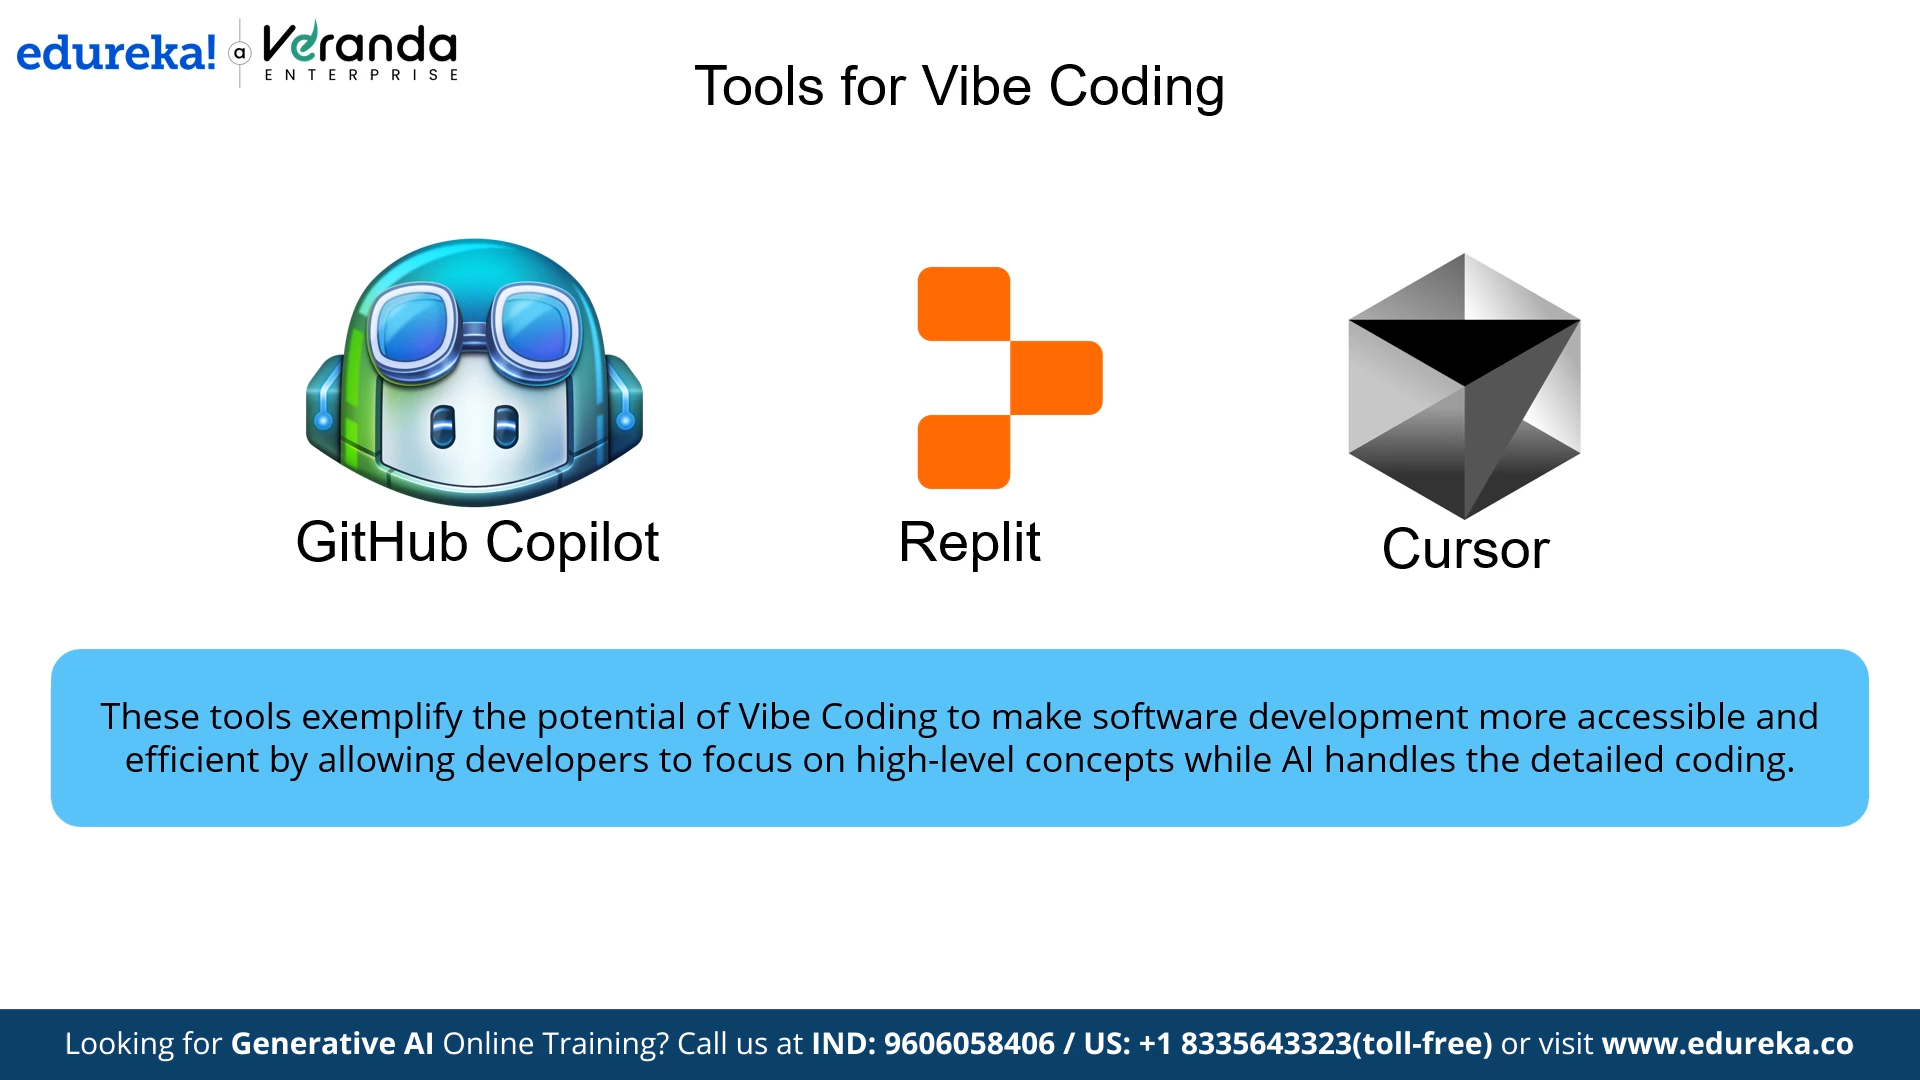 edureka! a Veranda
ENTERPRISE
Tools for Vibe Coding
GitHub Copilot
Replit
Cursor
These tools exemplify the potential of Vibe Coding to make software development more accessible and
efficient by allowing developers to focus on high-level concepts while AI handles the detailed coding.
Looking for Generative AI Online Training? Call us at IND: 9606058406 / US: +1 8335643323(toll-free) or visit www.edureka.co